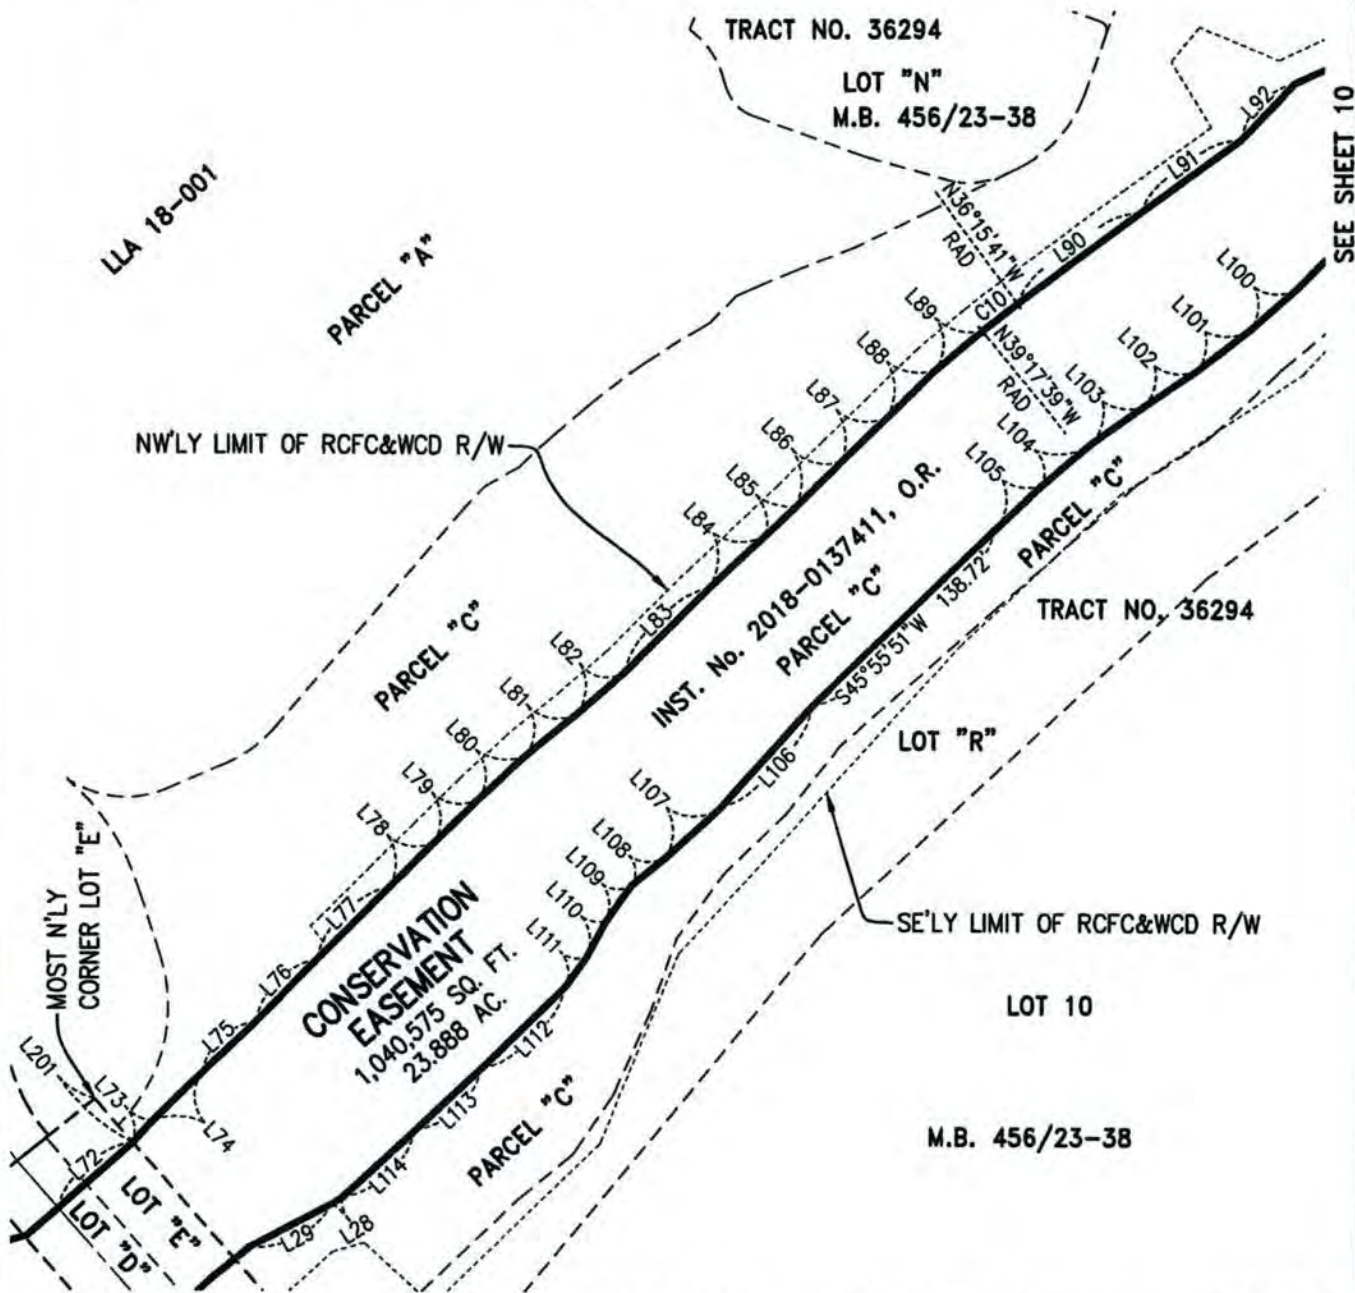 TRACT NO. 36294
LOT "N"
M.B. 456/23-38
SEE SHEET 10
LLA 18-001
PARCEL "A"
L92
L91
N36°15'41"W
RAD
L90
L100
C10
L89
L101
N39°17'39"W
RAD
L88
L102
L103
L87
L104
NW'LY LIMIT OF RCFC&WCD R/W
L86
L105
L85
PARCEL "C"
L84
INST. No. 2018-0137411, O.R.
PARCEL "C"
138.72'
S45°55'51"W
TRACT NO. 36294
L83
PARCEL "C"
L82
L81
LOT "R"
L80
L106
L79
L107
L78
L108
L109
MOST N'LY
CORNER LOT "E"
L77
L110
SE'LY LIMIT OF RCFC&WCD R/W
L111
CONSERVATION
EASEMENT
1,040,575 SQ. FT.
23.888 AC.
L76
LOT 10
L75
L112
L201
L73
L113
PARCEL "C"
L74
M.B. 456/23-38
L72
L114
LOT "E"
LOT "D"
L29
L28